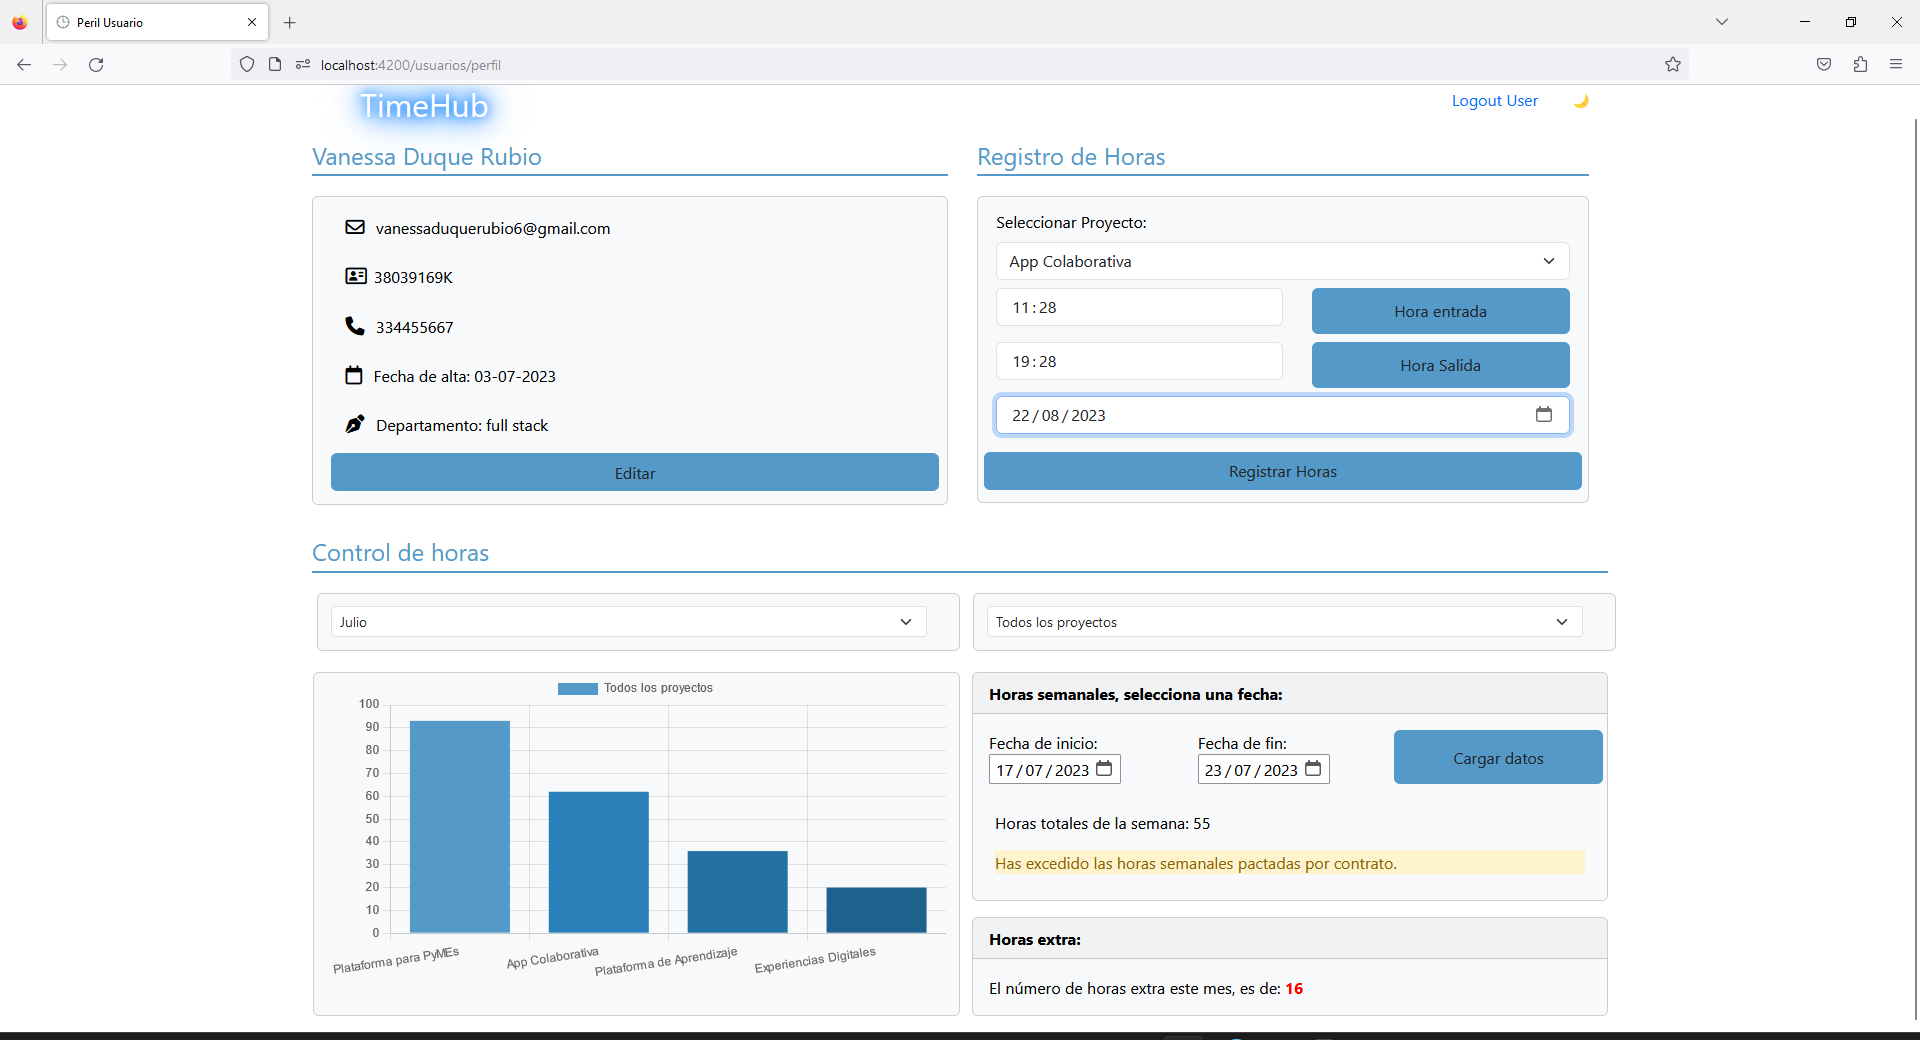 Peril Usuario
localhost:4200/usuarios/perfil
TimeHub
Logout User
Vanessa Duque Rubio
vanessaduquerubio6@gmail.com
38039169K
334455667
Fecha de alta: 03-07-2023
Departamento: full stack
Editar
Registro de Horas
Seleccionar Proyecto:
App Colaborativa
11:28
Hora entrada
19:28
Hora Salida
22/08/2023
Registrar Horas
Control de horas
Julio
Todos los proyectos
Todos los proyectos
100
90
80
70
60
50
40
30
20
10
0
Plataforma para PyMEs
App Colaborativa
Plataforma de Aprendizaje
Experiencias Digitales
Horas semanales, selecciona una fecha:
Fecha de inicio:
17/07/2023
Fecha de fin:
23/07/2023
Cargar datos
Horas totales de la semana: 55
Has excedido las horas semanales pactadas por contrato.
Horas extra:
El número de horas extra este mes, es de: 16